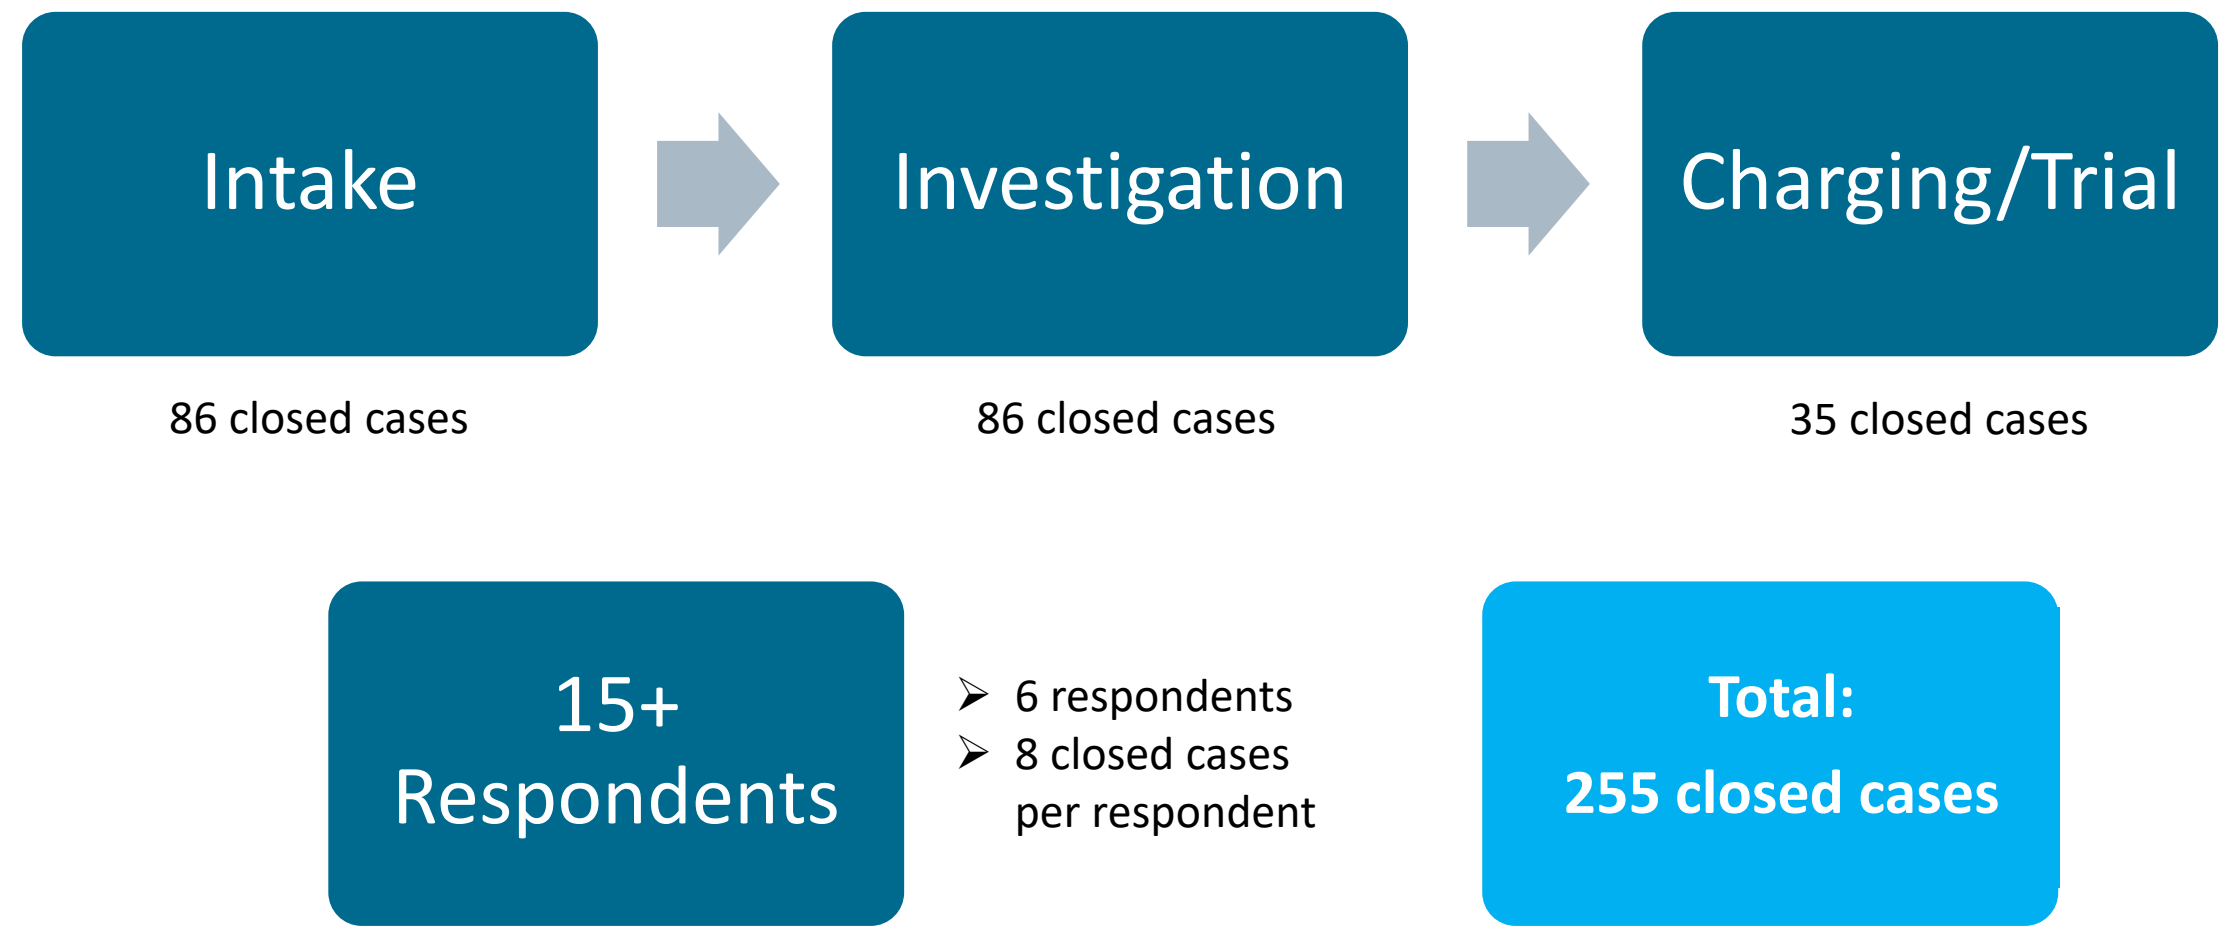 Intake
Investigation
Charging/Trial
86 closed cases
86 closed cases
35 closed cases
15+
Respondents
➢ 6 respondents
➢ 8 closed cases
per respondent
Total:
255 closed cases